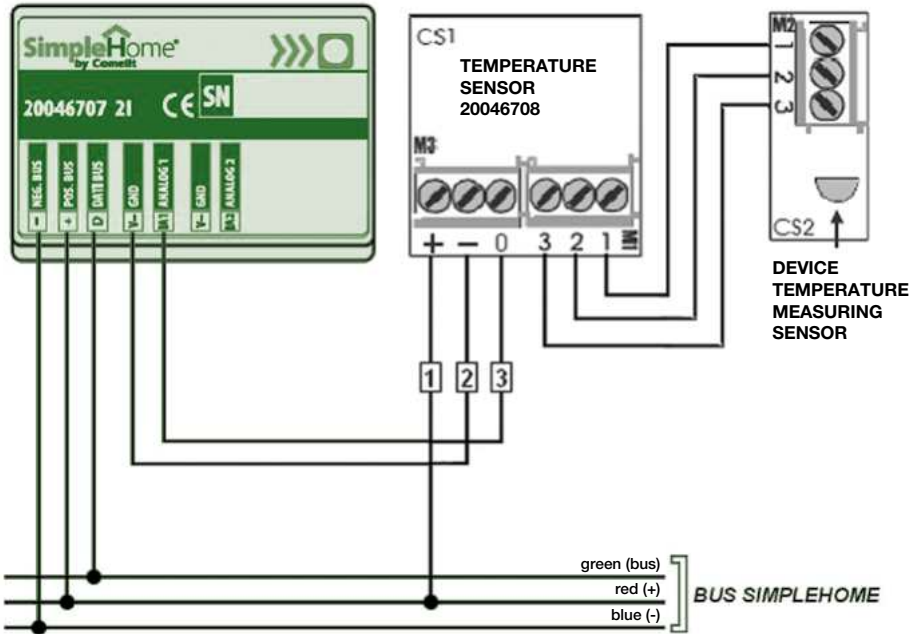 SimpleHome®
by Comelit
20046707 2I CE SN
NEG. BUS
POS. BUS
DATI BUS
GND
ANALOG 1
GND
ANALOG 2
–
+
D
V–
IA1
V–
IA2
CS1
TEMPERATURE
SENSOR
20046708
M3
+ – 0 3 2 1 M1
M2
1
2
3
CS2
DEVICE
TEMPERATURE
MEASURING
SENSOR
1 2 3
green (bus)
red (+)
blue (-)
BUS SIMPLEHOME